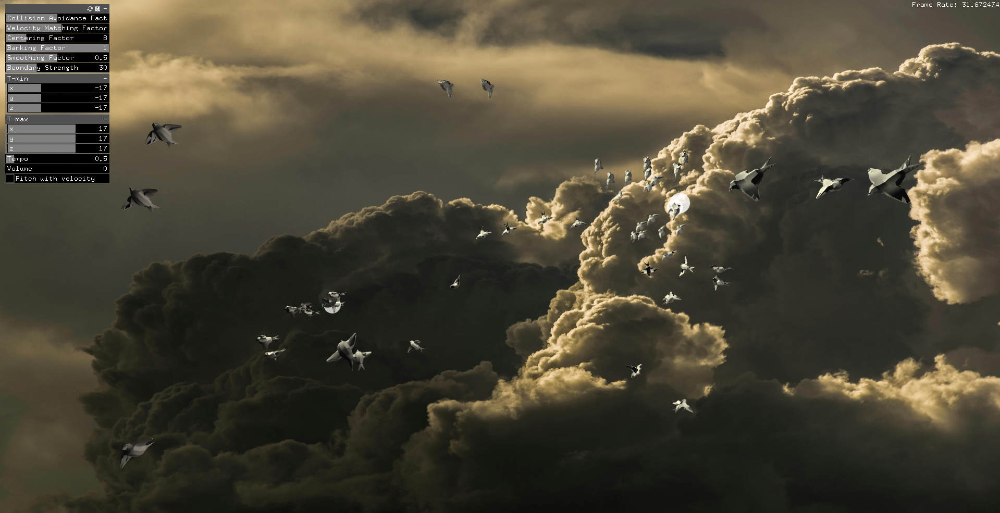 Frame Rate: 31.672474
Collision Avoidance Fact
Velocity Matching Factor
Centering Factor 8
Banking Factor 1
Smoothing Factor 0.5
Boundary Strength 30
T-min -
x -17
y -17
z -17
T-max -
x 17
y 17
z 17
Tempo 0.5
Volume 0
Pitch with velocity